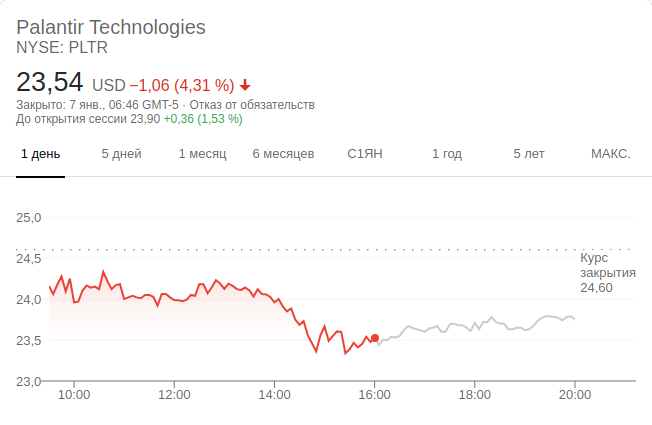 Palantir Technologies
NYSE: PLTR
23,54 USD −1,06 (4,31 %)
Закрыто: 7 янв., 06:46 GMT-5 · Отказ от обязательств
До открытия сессии 23,90 +0,36 (1,53 %)
1 день 5 дней 1 месяц 6 месяцев С1ЯН 1 год 5 лет МАКС.
25,0
24,5
Курс
закрытия
24,60
24,0
23,5
23,0
10:00 12:00 14:00 16:00 18:00 20:00